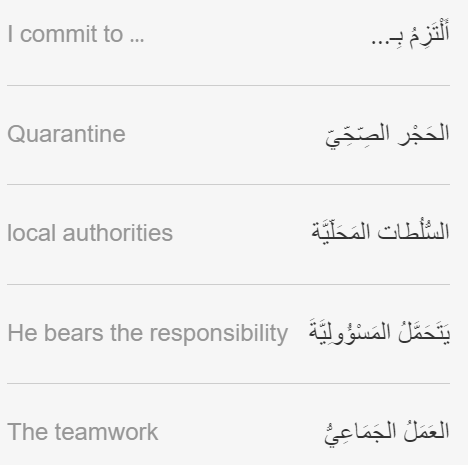 I commit to ... أَلْتَزِمُ بِـ...
Quarantine الحَجْر الصِّحِّيّ
local authorities السُّلُطات المَحَلِّيَّة
He bears the responsibility يَتَحَمَّلُ المَسْؤُولِيَّةَ
The teamwork العَمَلُ الجَمَاعِيُّ